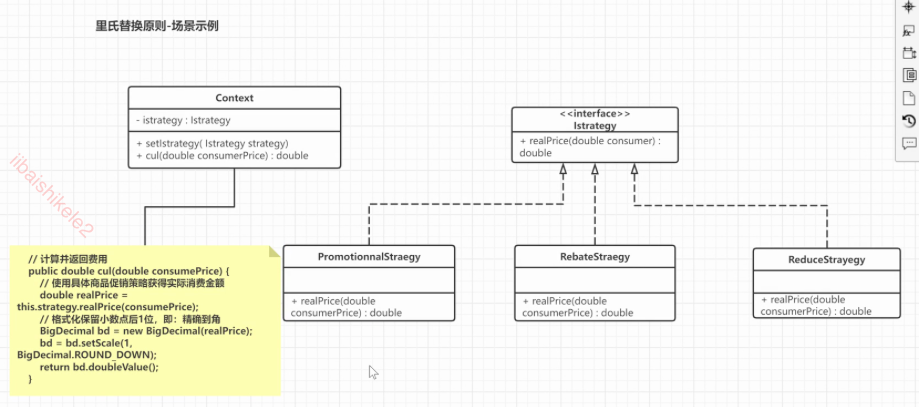 里氏替换原则-场景示例
Context
- istrategy : Istrategy
+ setIstrategy( Istrategy strategy)
+ cul(double consumerPrice) : double
<<interface>>
Istrategy
+ realPrice(double consumer) :
double
iibaishikele2
// 计算并返回费用
public double cul(double consumePrice) {
// 使用具体商品促销策略获得实际消费金额
double realPrice =
this.strategy.realPrice(consumePrice);
// 格式化保留小数点后1位，即：精确到角
BigDecimal bd = new BigDecimal(realPrice);
bd = bd.setScale(1,
BigDecimal.ROUND_DOWN);
return bd.doubleValue();
}
PromotionnalStraegy
+ realPrice(double
consumerPrice) : double
RebateStraegy
+ realPrice(double
consumerPrice) : double
ReduceStrayegy
+ realPrice(double
consumerPrice) : double